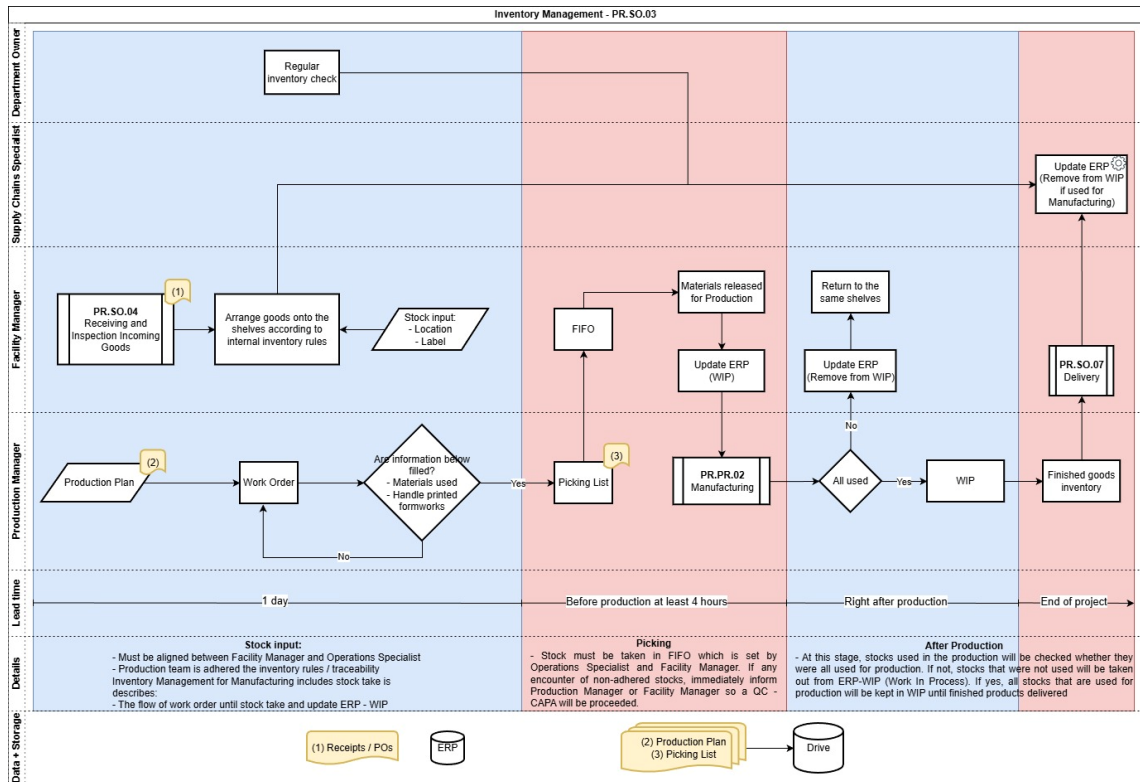 Inventory Management - PR.SO.03
Department Owner
Regular
inventory check
Supply Chains Specialist
Update ERP
(Remove from WIP
if used for
Manufacturing)
Facility Manager
(1)
PR.SO.04
Receiving and
Inspection Incoming
Goods
Arrange goods onto the
shelves according to
internal inventory rules
Stock input:
- Location
- Label
FIFO
Materials released
for Production
Update ERP
(WIP)
Return to the
same shelves
Update ERP
(Remove from WIP)
PR.SO.07
Delivery
Production Manager
(2)
Production Plan
Work Order
Are information below
filled?
- Materials used
- Handle printed
formworks
No
Yes
(3)
Picking List
PR.PR.02
Manufacturing
All used
No
Yes
WIP
Finished goods
inventory
Lead time
1 day
Before production at least 4 hours
Right after production
End of project
Details
Stock input:
- Must be aligned between Facility Manager and Operations Specialist
- Production team is adhered the inventory rules / traceability
Inventory Management for Manufacturing includes stock take is
describes:
- The flow of work order until stock take and update ERP - WIP
Picking
- Stock must be taken in FIFO which is set by
Operations Specialist and Facility Manager. If any
encounter of non-adhered stocks, immediately inform
Production Manager or Facility Manager so a QC -
CAPA will be proceeded.
After Production
- At this stage, stocks used in the production will be checked whether they
were all used for production. If not, stocks that were not used will be taken
out from ERP-WIP (Work In Process). If yes, all stocks that are used for
production will be kept in WIP until finished products delivered
Data + Storage
(1) Receipts / POs
ERP
(2) Production Plan
(3) Picking List
Drive